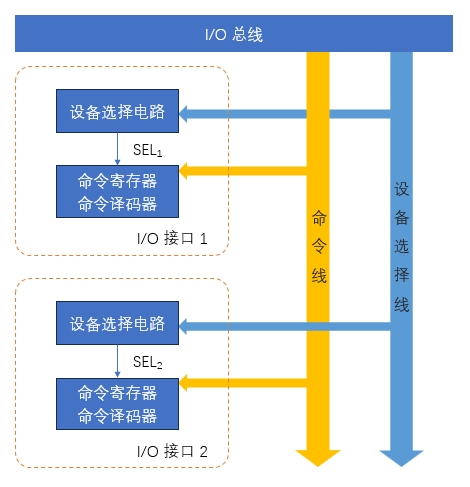 I/O 总线
设备选择电路
SEL1
命令寄存器
命令译码器
I/O 接口 1
设备选择电路
SEL2
命令寄存器
命令译码器
I/O 接口 2
命令线
设备选择线